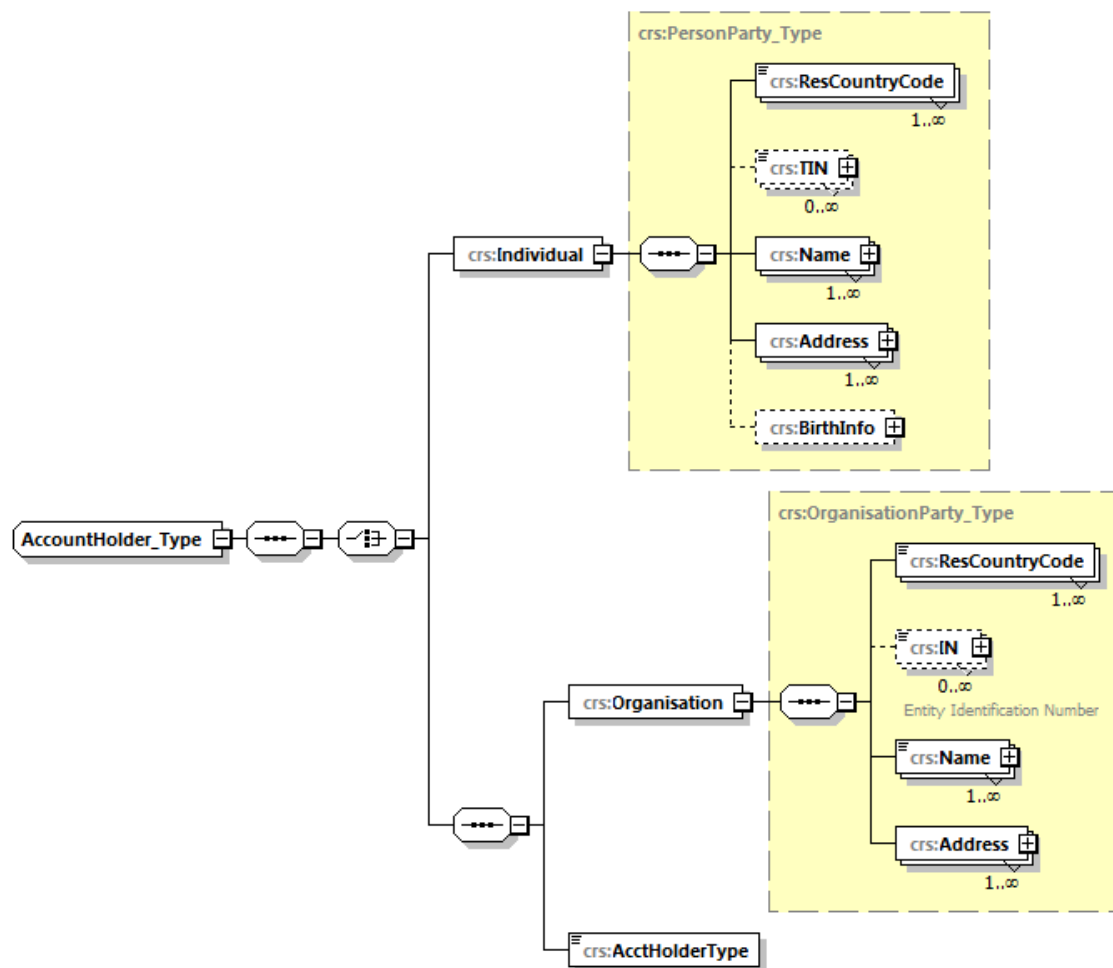 crs:PersonParty_Type
crs:ResCountryCode
1..∞
crs:TIN
0..∞
crs:Individual
crs:Name
1..∞
crs:Address
1..∞
crs:BirthInfo
AccountHolder_Type
crs:OrganisationParty_Type
crs:ResCountryCode
1..∞
crs:IN
0..∞
Entity Identification Number
crs:Organisation
crs:Name
1..∞
crs:Address
1..∞
crs:AcctHolderType